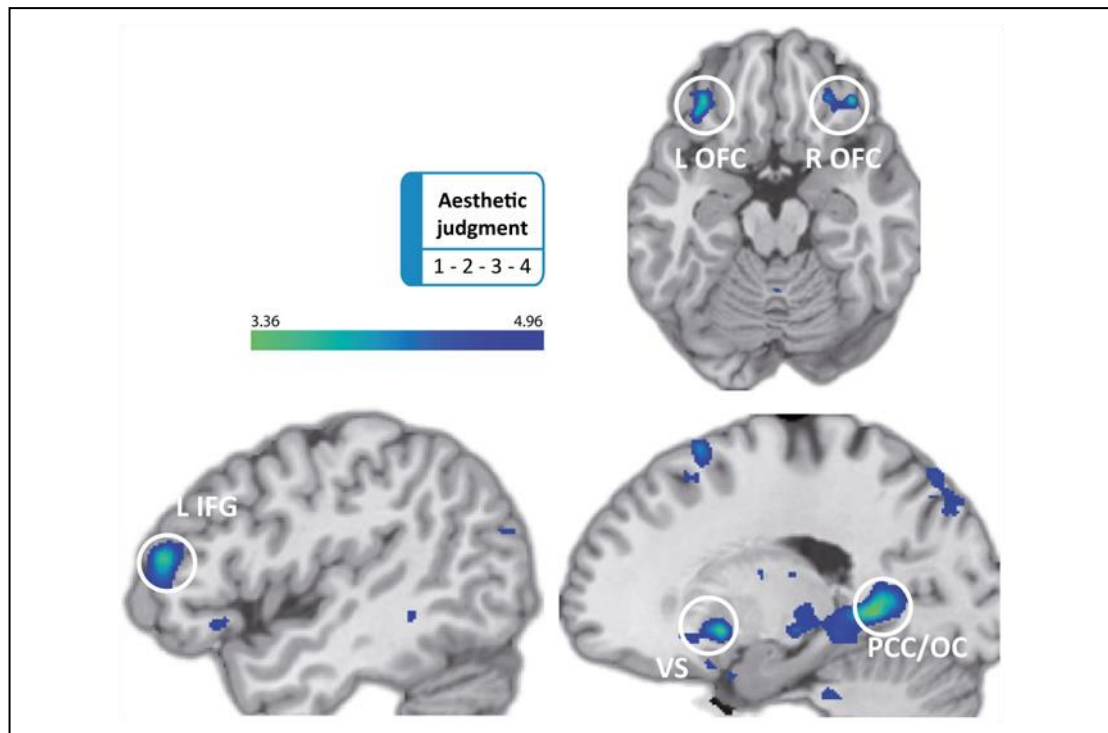 L OFC
R OFC
Aesthetic
judgment
1 - 2 - 3 - 4
3.36
4.96
L IFG
VS
PCC/OC